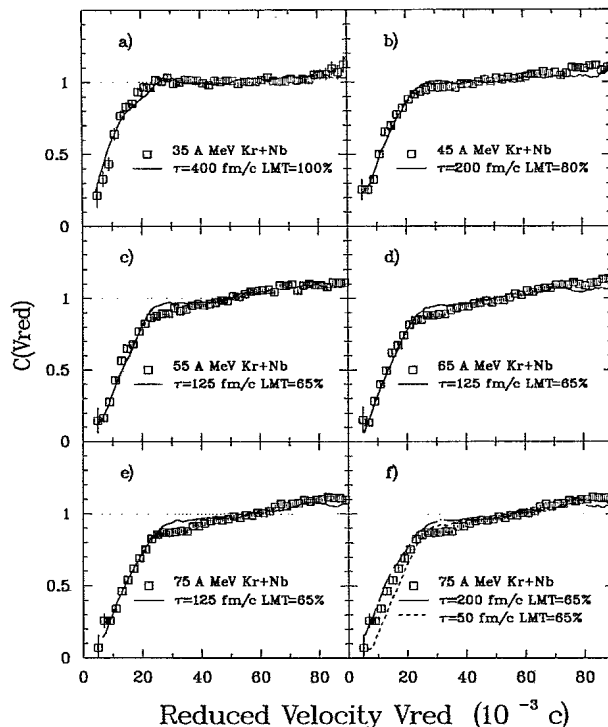 a)
b)
1
0.5
0
35 A MeV Kr+Nb
τ=400 fm/c LMT=100%
45 A MeV Kr+Nb
τ=200 fm/c LMT=80%
c)
d)
1
0.5
0
55 A MeV Kr+Nb
τ=125 fm/c LMT=65%
65 A MeV Kr+Nb
τ=125 fm/c LMT=65%
C(Vred)
e)
f)
1
0.5
0
75 A MeV Kr+Nb
τ=125 fm/c LMT=65%
75 A MeV Kr+Nb
τ=200 fm/c LMT=65%
τ=50 fm/c LMT=65%
0 20 40 60 80 0 20 40 60 80
Reduced Velocity Vred (10 ⁻³ c)